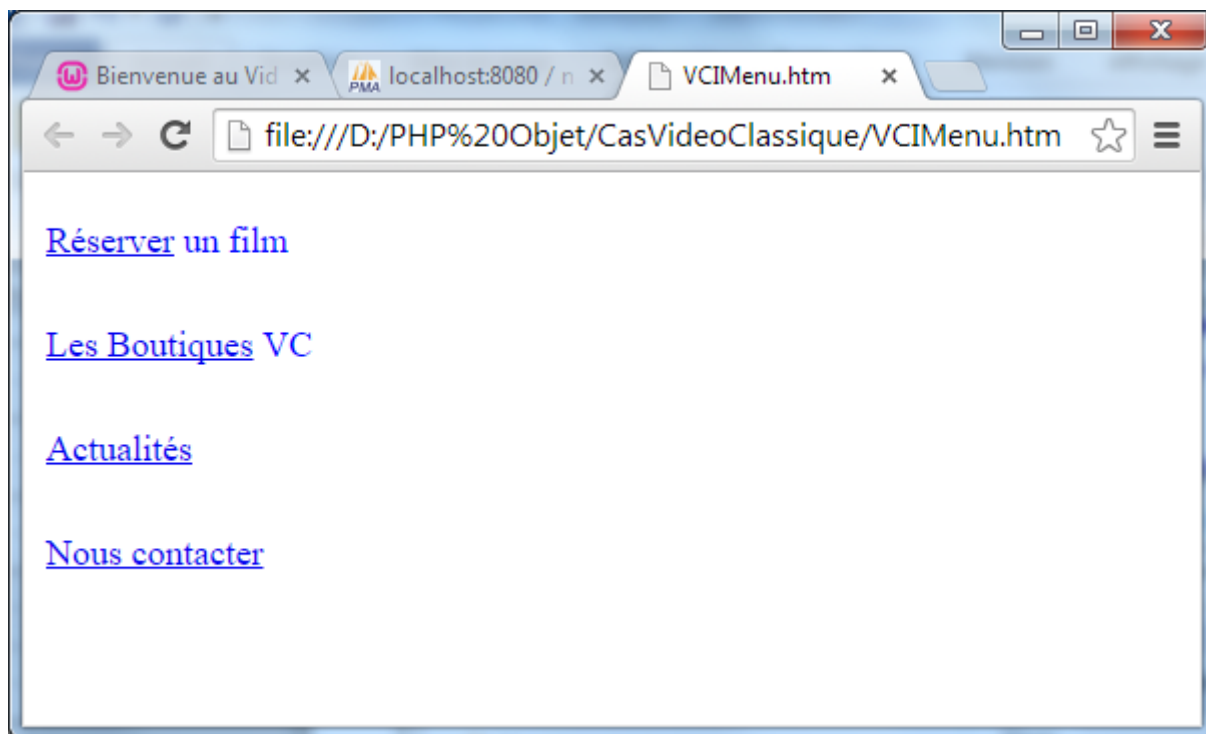 Bienvenue au Vid
PMA localhost:8080 / n
VCIMenu.htm
file:///D:/PHP%20Objet/CasVideoClassique/VCIMenu.htm
Réserver un film
Les Boutiques VC
Actualités
Nous contacter